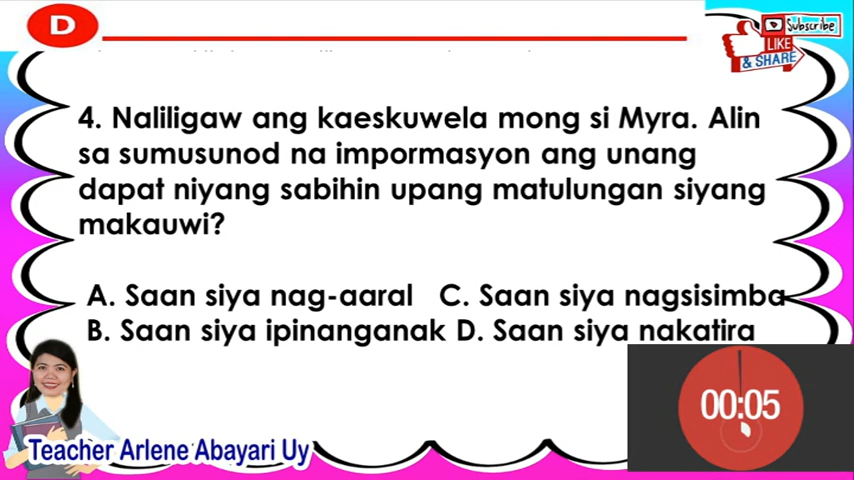 D
Subscribe
LIKE
& SHARE
4. Naliligaw ang kaeskuwela mong si Myra. Alin
sa sumusunod na impormasyon ang unang
dapat niyang sabihin upang matulungan siyang
makauwi?
A. Saan siya nag-aaral C. Saan siya nagsisimba
B. Saan siya ipinanganak D. Saan siya nakatira
00:05
Teacher Arlene Abayari Uy